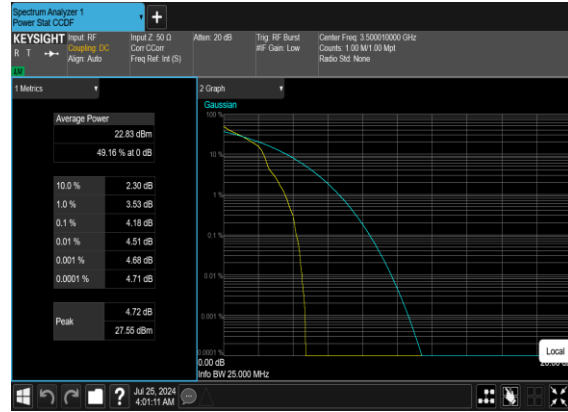 Spectrum Analyzer 1
Power Stat CCDF
KEYSIGHT
R T
LNI
Input: RF
Coupling: DC
Align: Auto
Input Z: 50 Ω
Corr CCorr
Freq Ref: Int (S)
Atten: 20 dB
Trig: RF Burst
#IF Gain: Low
Center Freq: 3.500010000 GHz
Counts: 1.00 M/1.00 Mpt
Radio Std: None
1 Metrics
Average Power
22.83 dBm
49.16 % at 0 dB
10.0 % 2.30 dB
1.0 % 3.53 dB
0.1 % 4.18 dB
0.01 % 4.51 dB
0.001 % 4.68 dB
0.0001 % 4.71 dB
Peak
4.72 dB
27.55 dBm
2 Graph
Gaussian
100 %
10 %
1 %
0.1 %
0.01 %
0.001 %
0.0001 %
0.00 dB
Info BW 25.000 MHz
Local
Jul 25, 2024
4:01:11 AM